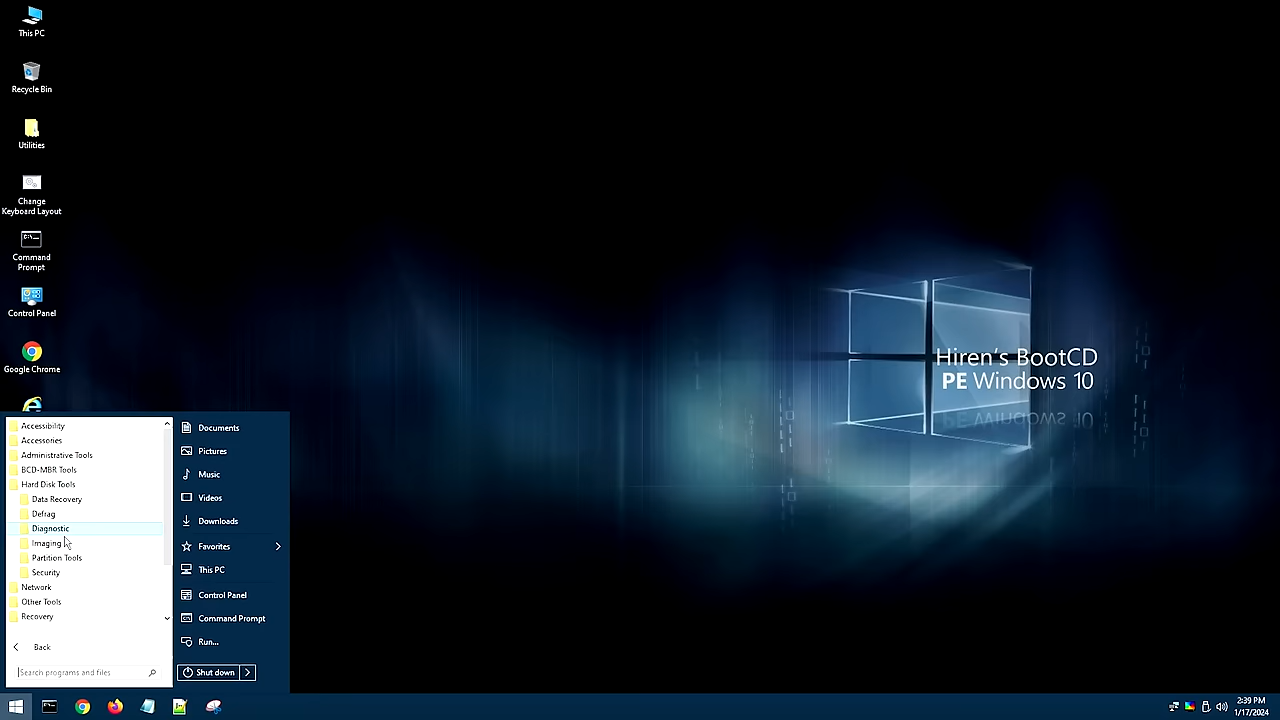 This PC
Recycle Bin
Utilities
Change
Keyboard Layout
Command
Prompt
Control Panel
Google Chrome
Hiren's BootCD
PE Windows 10
Accessibility
Accessories
Administrative Tools
BCD-MBR Tools
Hard Disk Tools
Data Recovery
Defrag
Diagnostic
Imaging
Partition Tools
Security
Network
Other Tools
Recovery
Back
Search programs and files
Documents
Pictures
Music
Videos
Downloads
Favorites
This PC
Control Panel
Command Prompt
Run...
Shut down
2:39 PM
1/17/2024